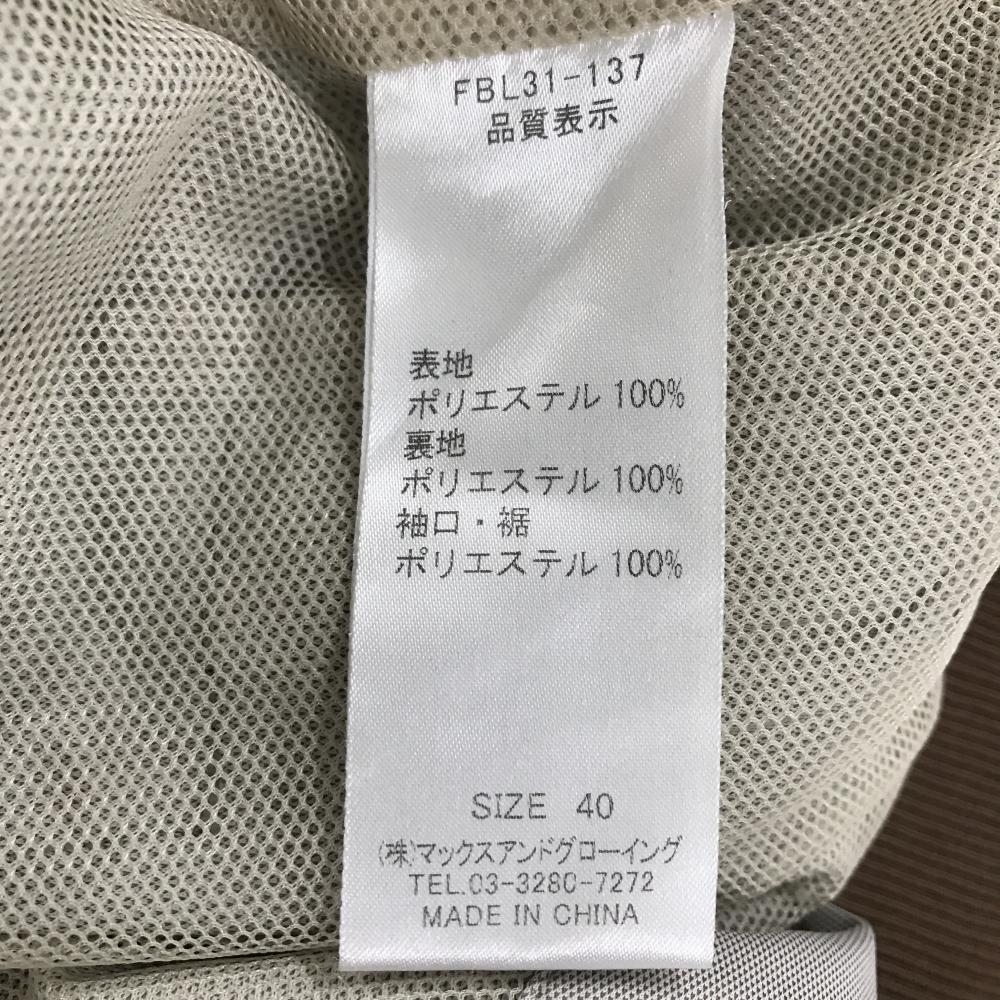 FBL31-137
品質表示
表地
ポリエステル 100%
裏地
ポリエステル 100%
袖口・裾
ポリエステル 100%
SIZE 40
(株)マックスアンドグローイング
TEL.03-3280-7272
MADE IN CHINA